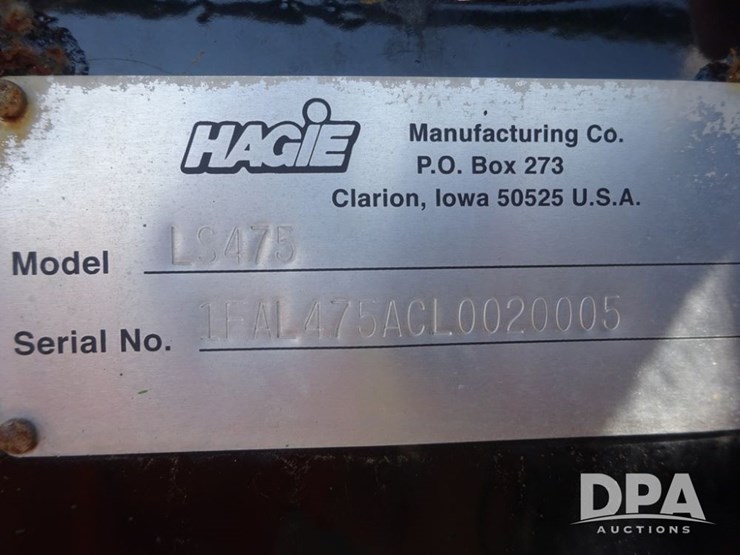 HAGIE
Manufacturing Co.
P.O. Box 273
Clarion, Iowa 50525 U.S.A.
Model LS475
Serial No. 1FAL475ACL0020005
DPA
AUCTIONS